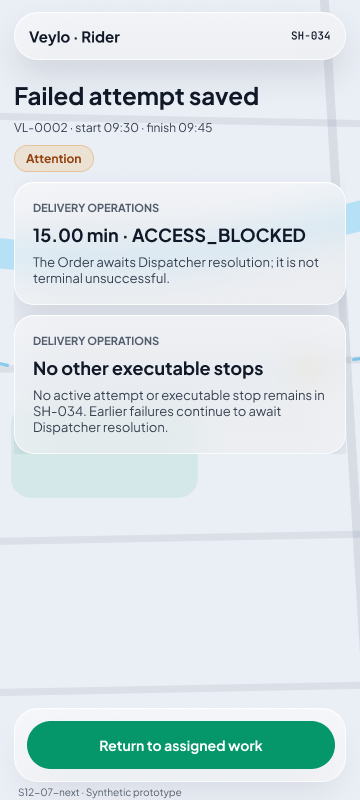 Veylo · Rider
SH-034
Failed attempt saved
VL-0002 · start 09:30 · finish 09:45
Attention
DELIVERY OPERATIONS
15.00 min · ACCESS_BLOCKED
The Order awaits Dispatcher resolution; it is not
terminal unsuccessful.
DELIVERY OPERATIONS
No other executable stops
No active attempt or executable stop remains in
SH-034. Earlier failures continue to await
Dispatcher resolution.
Return to assigned work
S12-07-next · Synthetic prototype